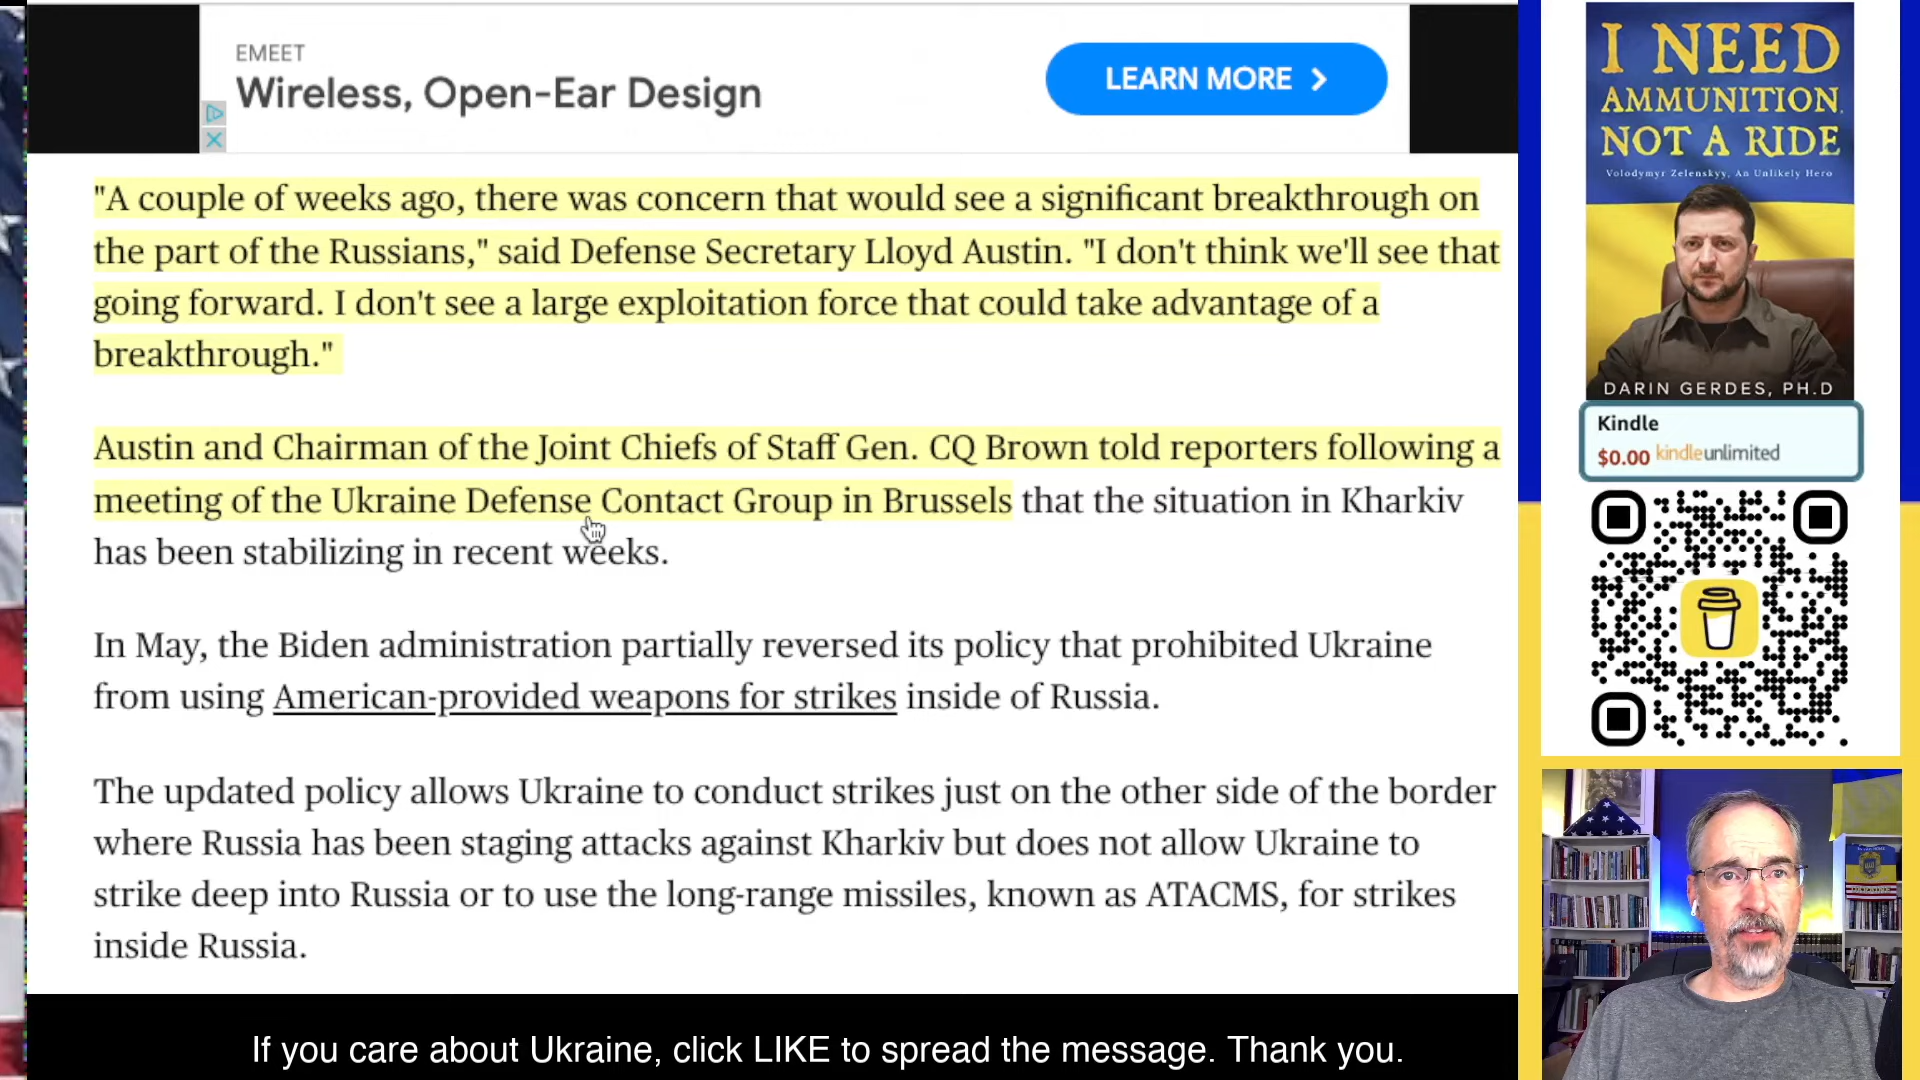 EMEET
Wireless, Open-Ear Design
LEARN MORE
"A couple of weeks ago, there was concern that would see a significant breakthrough on
the part of the Russians," said Defense Secretary Lloyd Austin. "I don't think we'll see that
going forward. I don't see a large exploitation force that could take advantage of a
breakthrough."
Austin and Chairman of the Joint Chiefs of Staff Gen. CQ Brown told reporters following a
meeting of the Ukraine Defense Contact Group in Brussels that the situation in Kharkiv
has been stabilizing in recent weeks.
In May, the Biden administration partially reversed its policy that prohibited Ukraine
from using American-provided weapons for strikes inside of Russia.
The updated policy allows Ukraine to conduct strikes just on the other side of the border
where Russia has been staging attacks against Kharkiv but does not allow Ukraine to
strike deep into Russia or to use the long-range missiles, known as ATACMS, for strikes
inside Russia.
If you care about Ukraine, click LIKE to spread the message. Thank you.
I NEED
AMMUNITION,
NOT A RIDE
Volodymyr Zelenskyy, An Unlikely Hero
DARIN GERDES, PH.D
Kindle
$0.00 kindleunlimited